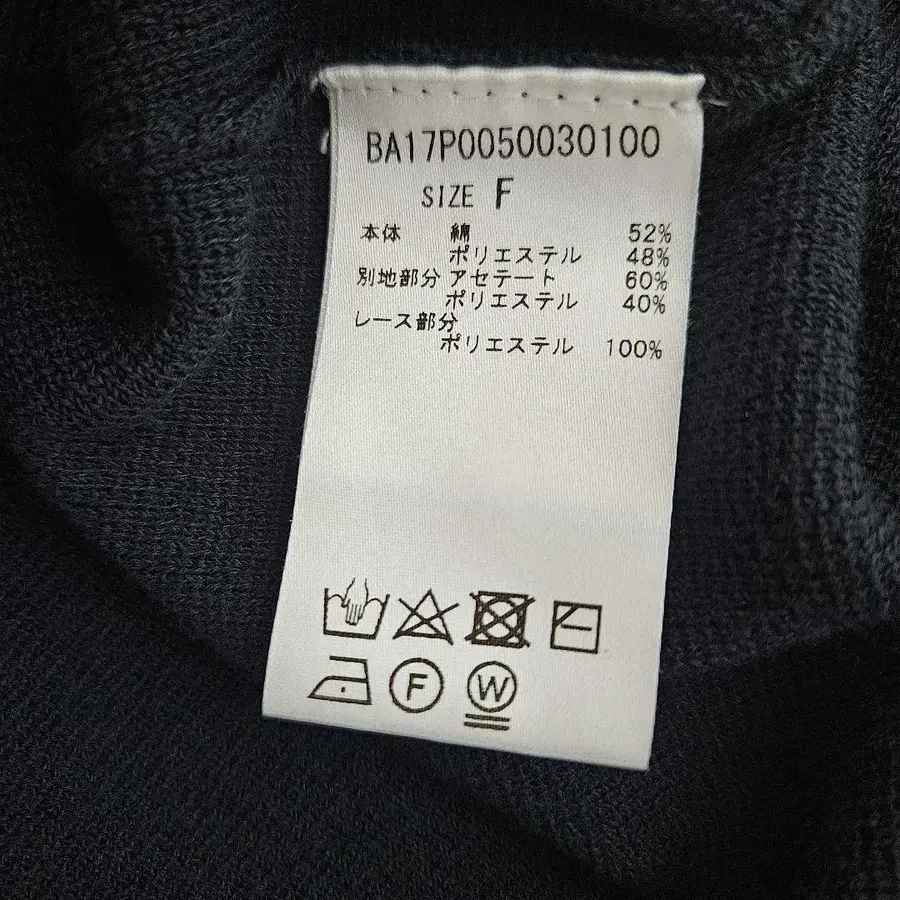 BA17P0050030100
SIZE F
本体 綿 52%
ポリエステル 48%
別地部分 アセテート 60%
ポリエステル 40%
レース部分
ポリエステル 100%
F W